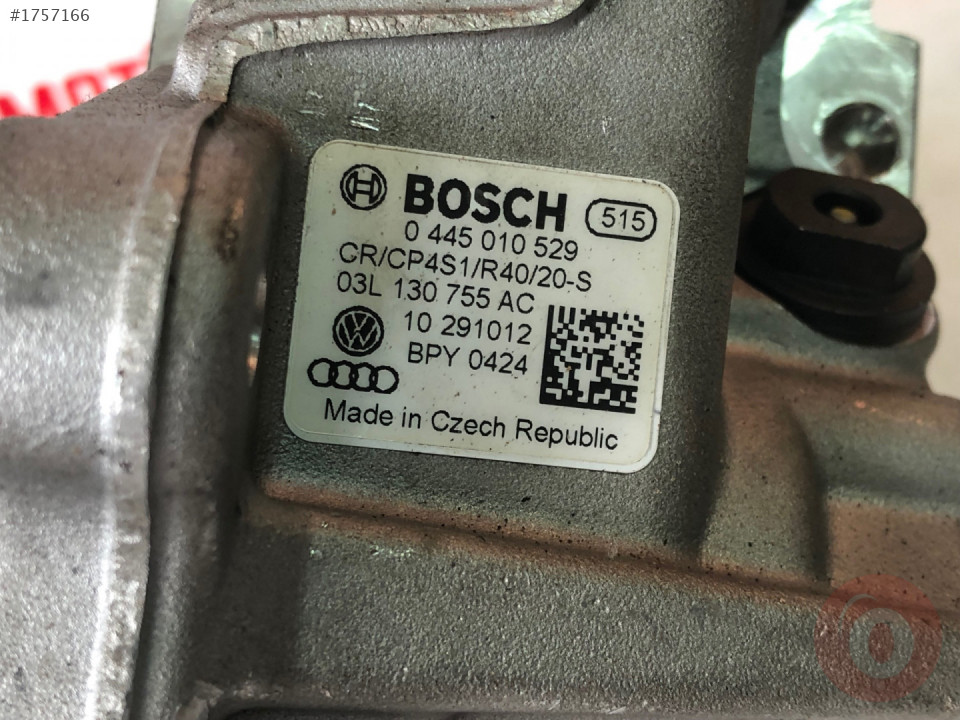 #1757166
MOT
BOSCH 515
0 445 010 529
CR/CP4S1/R40/20-S
03L 130 755 AC
10 291012
BPY 0424
Made in Czech Republic